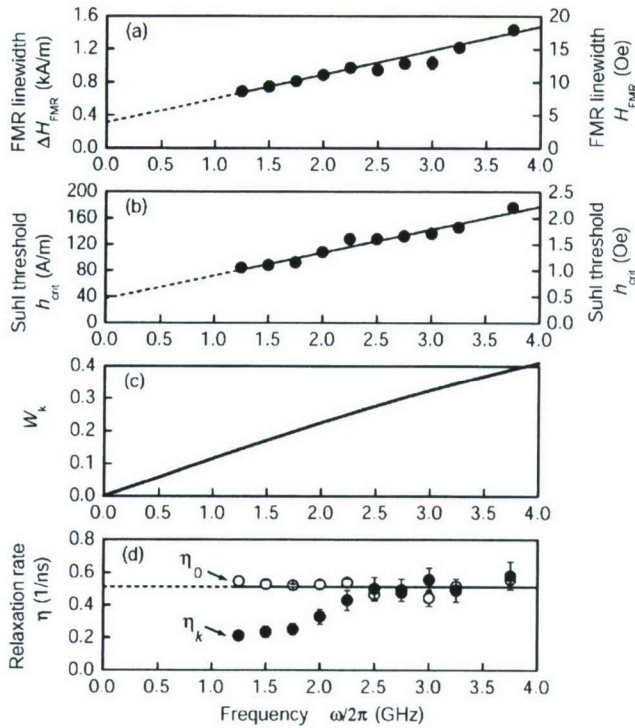 (a)
FMR linewidth
ΔH_FMR (kA/m)
1.6
1.2
0.8
0.4
0.0
20
15
10
5
0
FMR linewidth
H_FMR (Oe)
0.0 0.5 1.0 1.5 2.0 2.5 3.0 3.5 4.0
(b)
Suhl threshold
h_crit (A/m)
200
160
120
80
40
0
2.5
2.0
1.5
1.0
0.5
0.0
Suhl threshold
h_crit (Oe)
0.0 0.5 1.0 1.5 2.0 2.5 3.0 3.5 4.0
(c)
W_k
0.4
0.3
0.2
0.1
0.0
0.0 0.5 1.0 1.5 2.0 2.5 3.0 3.5 4.0
(d)
Relaxation rate
η (1/ns)
0.8
0.6
0.4
0.2
0.0
η_0
η_k
0.0 0.5 1.0 1.5 2.0 2.5 3.0 3.5 4.0
Frequency ω/2π (GHz)